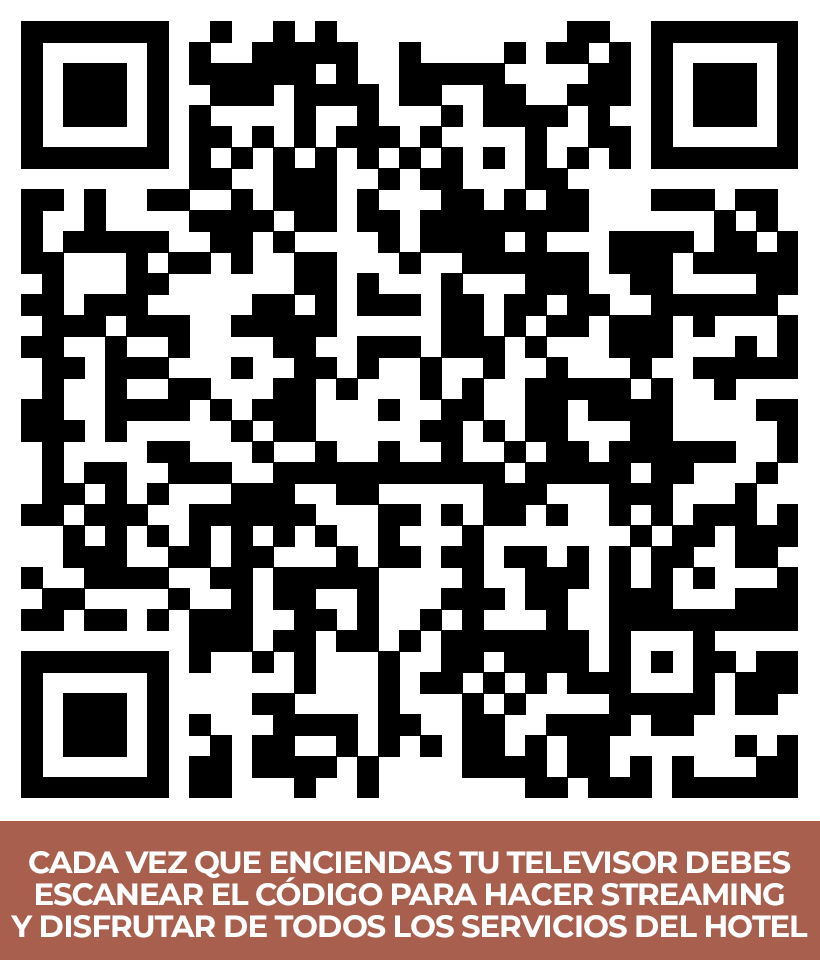 CADA VEZ QUE ENCIENDAS TU TELEVISOR DEBES
ESCANEAR EL CÓDIGO PARA HACER STREAMING
Y DISFRUTAR DE TODOS LOS SERVICIOS DEL HOTEL